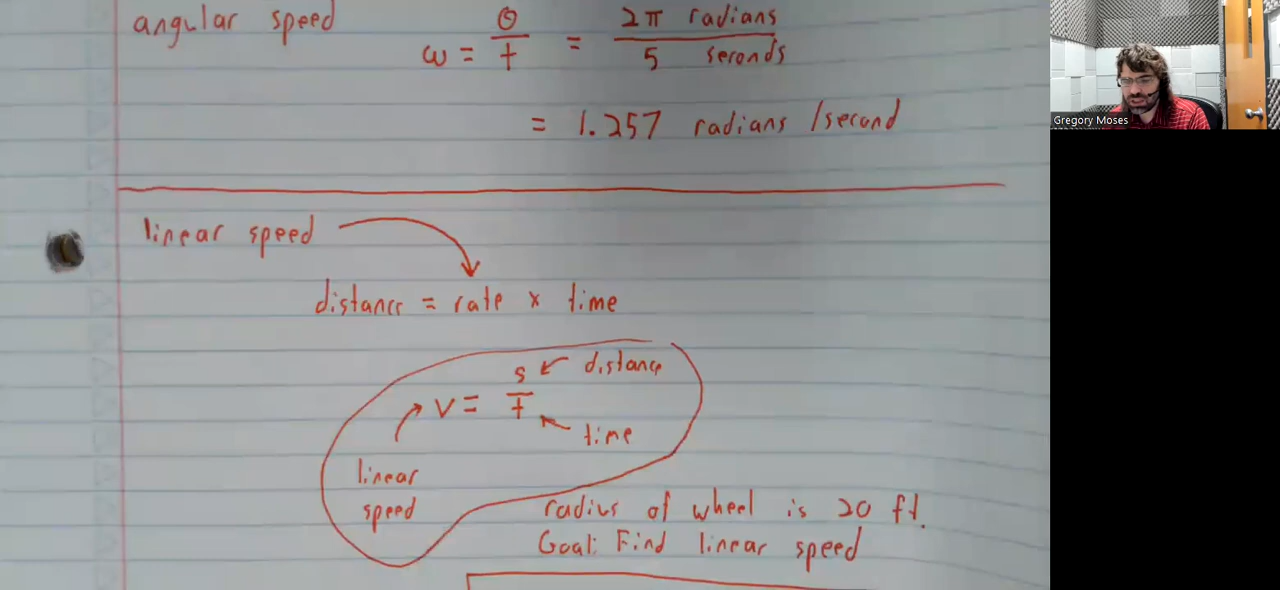 angular speed
ω = θ/t = 2π radians / 5 seconds
= 1.257 radians /second
linear speed
distance = rate × time
v = s/t
distance
time
linear
speed
radius of wheel is 20 ft.
Goal: Find linear speed
Gregory Moses